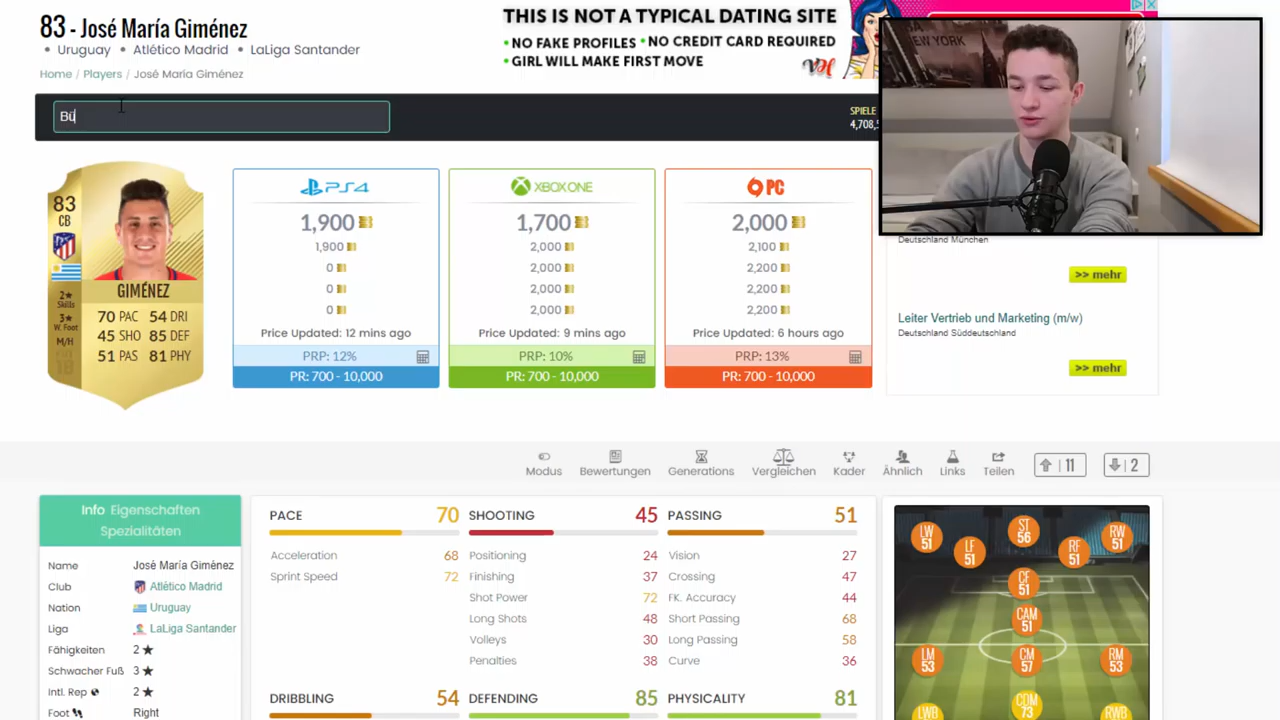 83 - José María Giménez
• Uruguay • Atlético Madrid • LaLiga Santander
Home / Players / José María Giménez
THIS IS NOT A TYPICAL DATING SITE
• NO FAKE PROFILES • NO CREDIT CARD REQUIRED
• GIRL WILL MAKE FIRST MOVE
NEW YORK
Bü
SPIELE
83
CB
GIMÉNEZ
2★
Skills
3★
W. Foot
M/H
70 PAC 54 DRI
45 SHO 85 DEF
51 PAS 81 PHY
PS4
1,900
1,900
0
0
0
Price Updated: 12 mins ago
PRP: 12%
PR: 700 - 10,000
XBOX ONE
1,700
2,000
2,000
2,000
2,000
Price Updated: 9 mins ago
PRP: 10%
PR: 700 - 10,000
PC
2,000
2,100
2,200
2,200
2,200
Price Updated: 6 hours ago
PRP: 13%
PR: 700 - 10,000
Deutschland München
>> mehr
Leiter Vertrieb und Marketing (m/w)
Deutschland Süddeutschland
>> mehr
Modus
Bewertungen
Generations
Vergleichen
Kader
Ähnlich
Links
Teilen
11
2
Info Eigenschaften
Spezialitäten
Name José María Giménez
Club Atlético Madrid
Nation Uruguay
Liga LaLiga Santander
Fähigkeiten 2 ★
Schwacher Fuß 3 ★
Intl. Rep 2 ★
Foot Right
PACE 70
Acceleration 68
Sprint Speed 72
SHOOTING 45
Positioning 24
Finishing 37
Shot Power 72
Long Shots 48
Volleys 30
Penalties 38
PASSING 51
Vision 27
Crossing 47
FK. Accuracy 44
Short Passing 68
Long Passing 58
Curve 36
DRIBBLING 54
DEFENDING 85
PHYSICALITY 81
LW
51
LF
51
ST
56
RF
51
RW
51
CF
51
CAM
51
LM
53
CM
57
RM
53
CDM
73
LWB
RWB